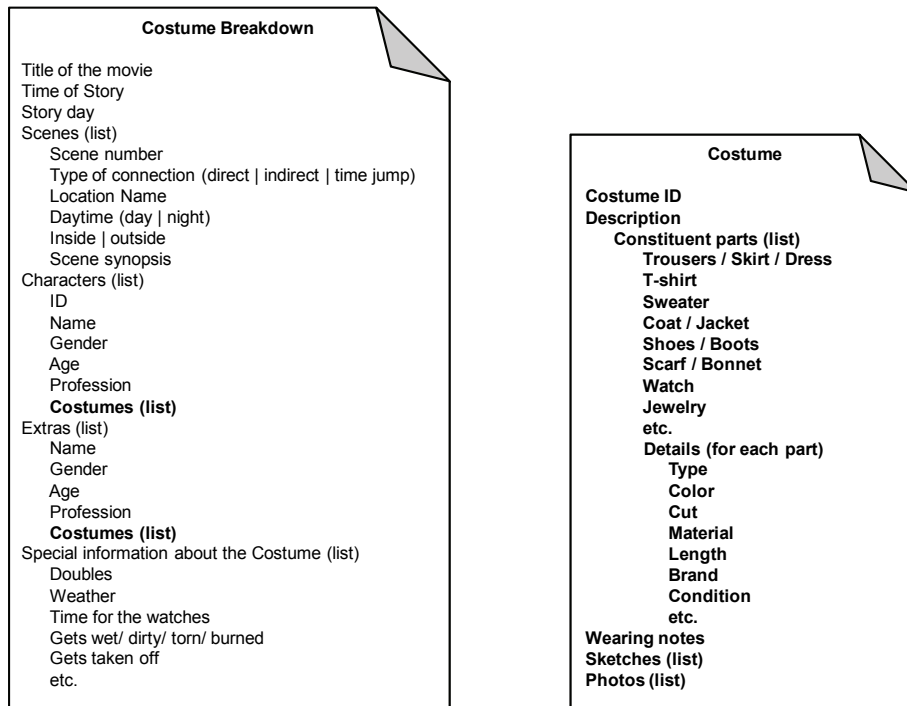 Costume Breakdown
Title of the movie
Time of Story
Story day
Scenes (list)
Scene number
Type of connection (direct | indirect | time jump)
Location Name
Daytime (day | night)
Inside | outside
Scene synopsis
Characters (list)
ID
Name
Gender
Age
Profession
Costumes (list)
Extras (list)
Name
Gender
Age
Profession
Costumes (list)
Special information about the Costume (list)
Doubles
Weather
Time for the watches
Gets wet/ dirty/ torn/ burned
Gets taken off
etc.
Costume
Costume ID
Description
Constituent parts (list)
Trousers / Skirt / Dress
T-shirt
Sweater
Coat / Jacket
Shoes / Boots
Scarf / Bonnet
Watch
Jewelry
etc.
Details (for each part)
Type
Color
Cut
Material
Length
Brand
Condition
etc.
Wearing notes
Sketches (list)
Photos (list)